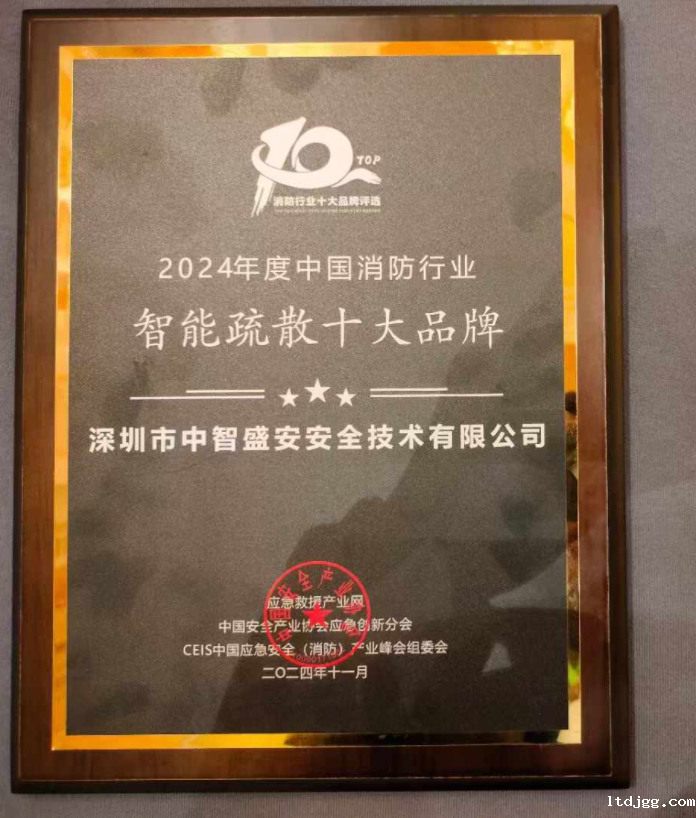 10 TOP
消防行业十大品牌评选
2024年度中国消防行业
智能疏散十大品牌
深圳市中智盛安安全技术有限公司
应急救援产业网
中国安全产业协会应急创新分会
CEIS中国应急安全（消防）产业峰会组委会
二〇二四年十一月
ltdjgg.com